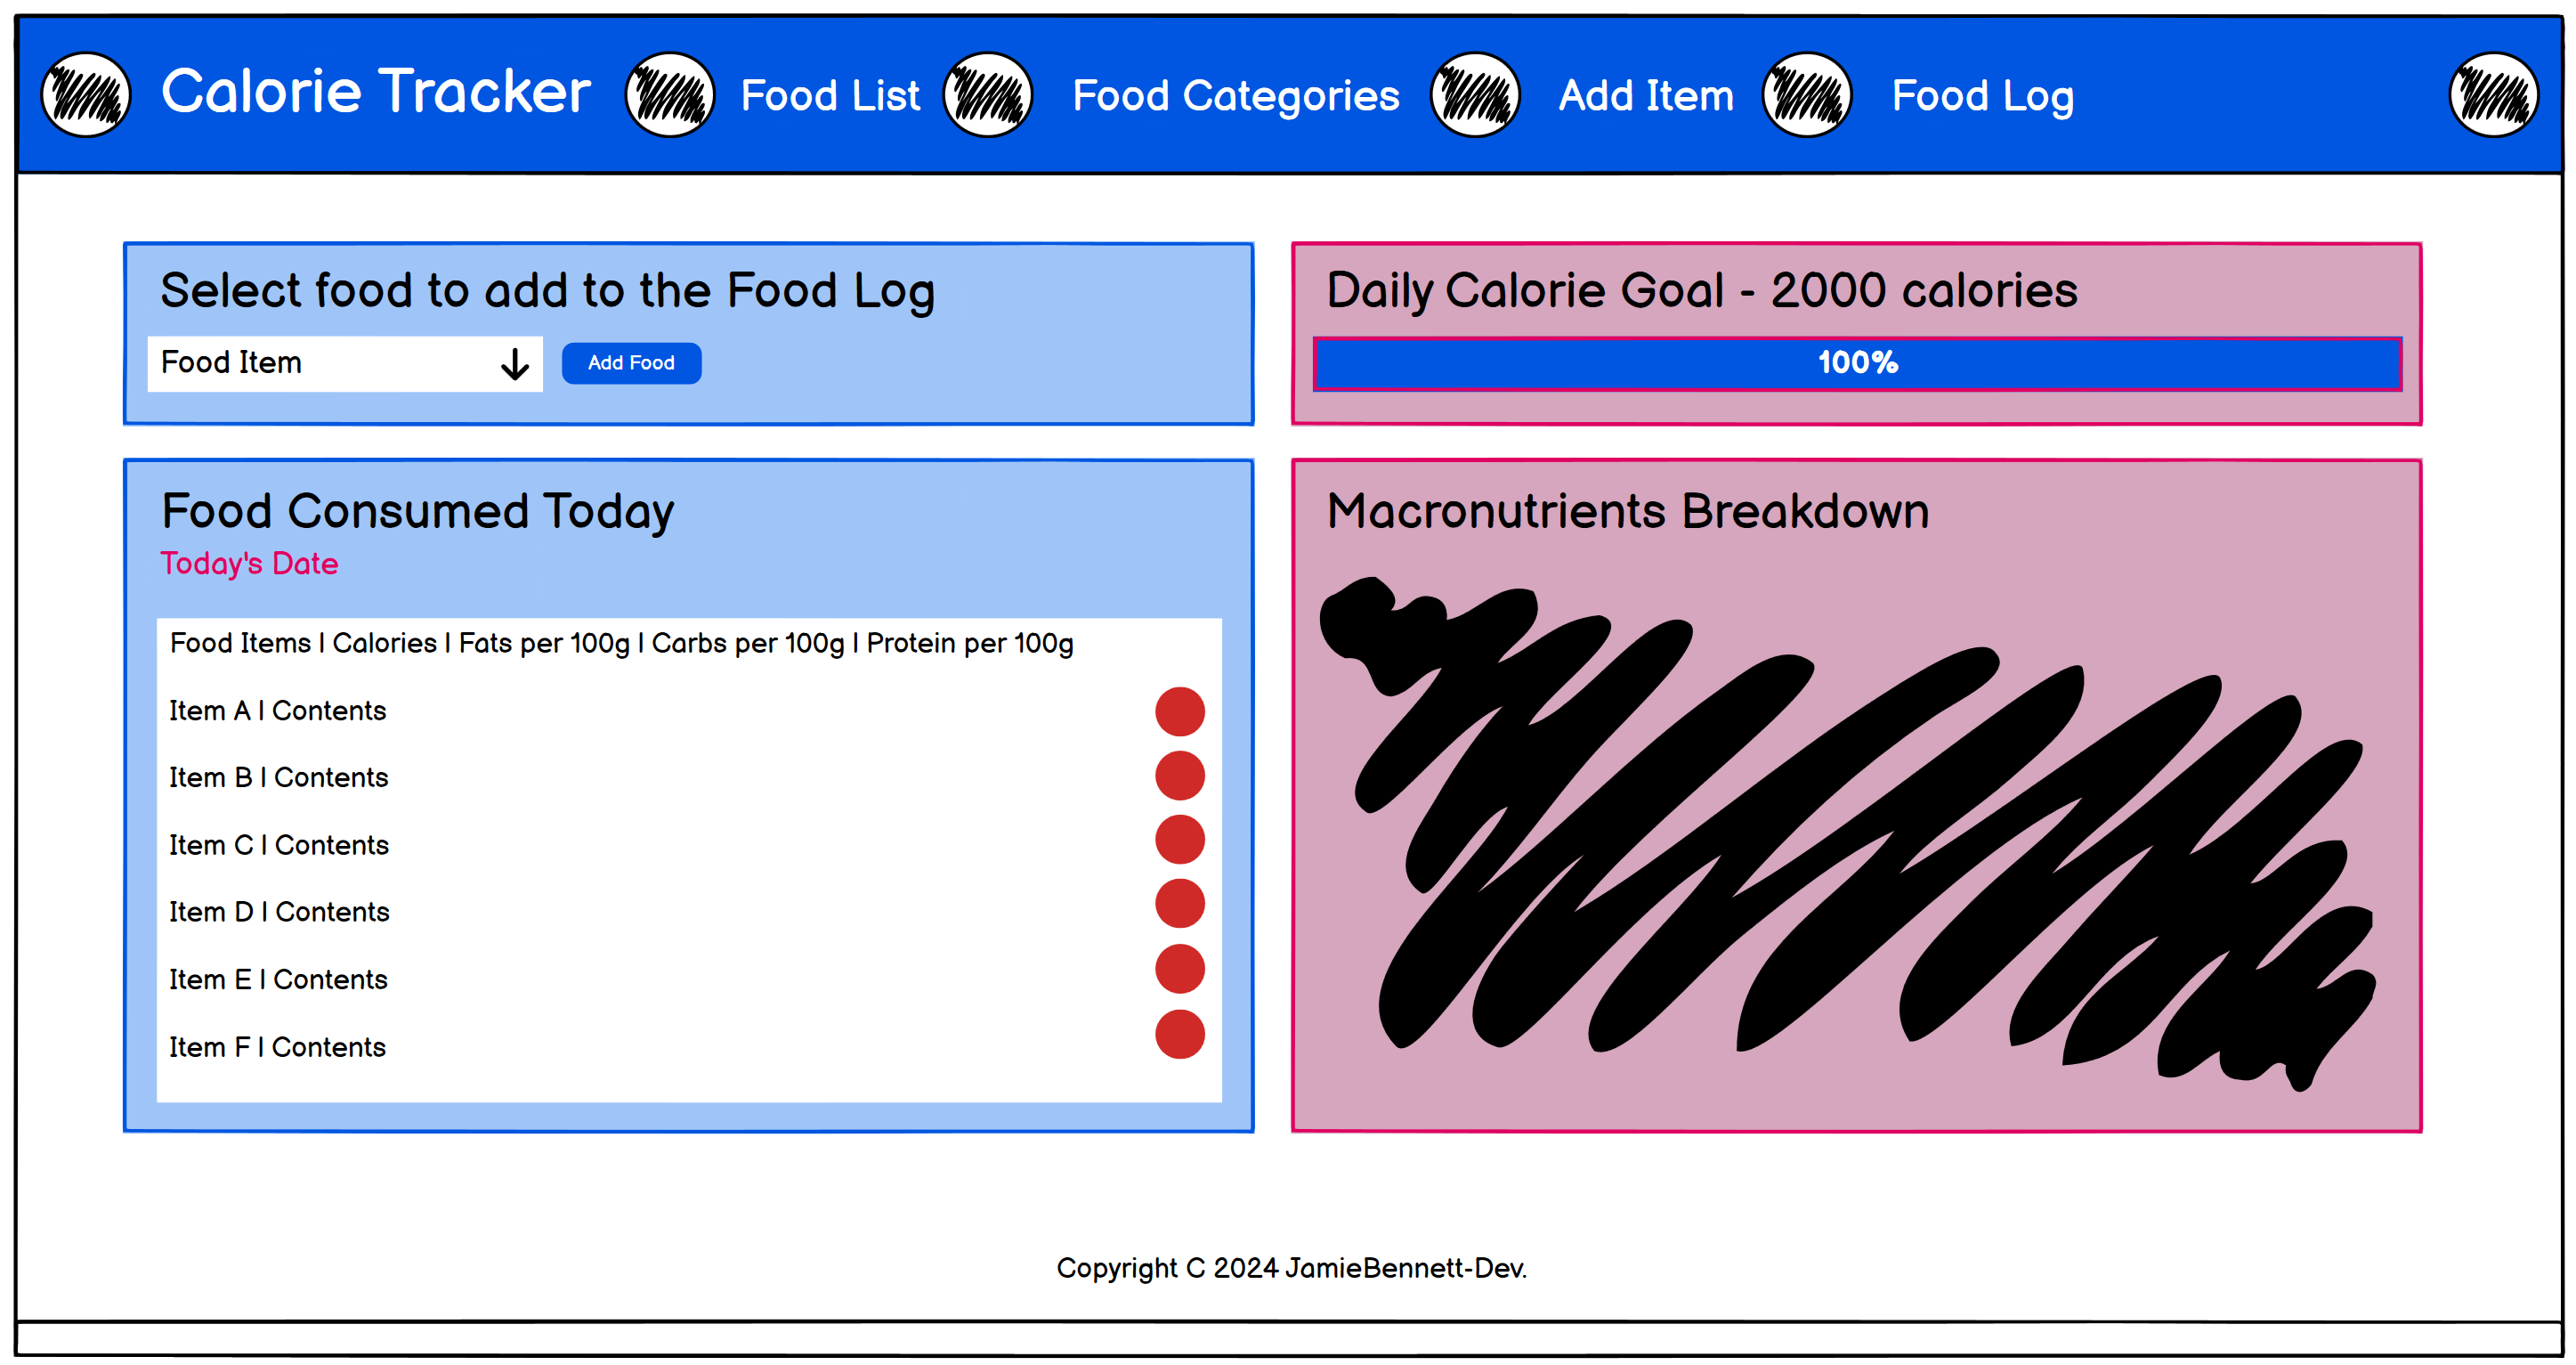 Calorie Tracker Food List Food Categories Add Item Food Log
Select food to add to the Food Log
Food Item Add Food
Daily Calorie Goal - 2000 calories
100%
Food Consumed Today
Today's Date
Food Items | Calories | Fats per 100g | Carbs per 100g | Protein per 100g
Item A | Contents
Item B | Contents
Item C | Contents
Item D | Contents
Item E | Contents
Item F | Contents
Macronutrients Breakdown
Copyright C 2024 JamieBennett-Dev.